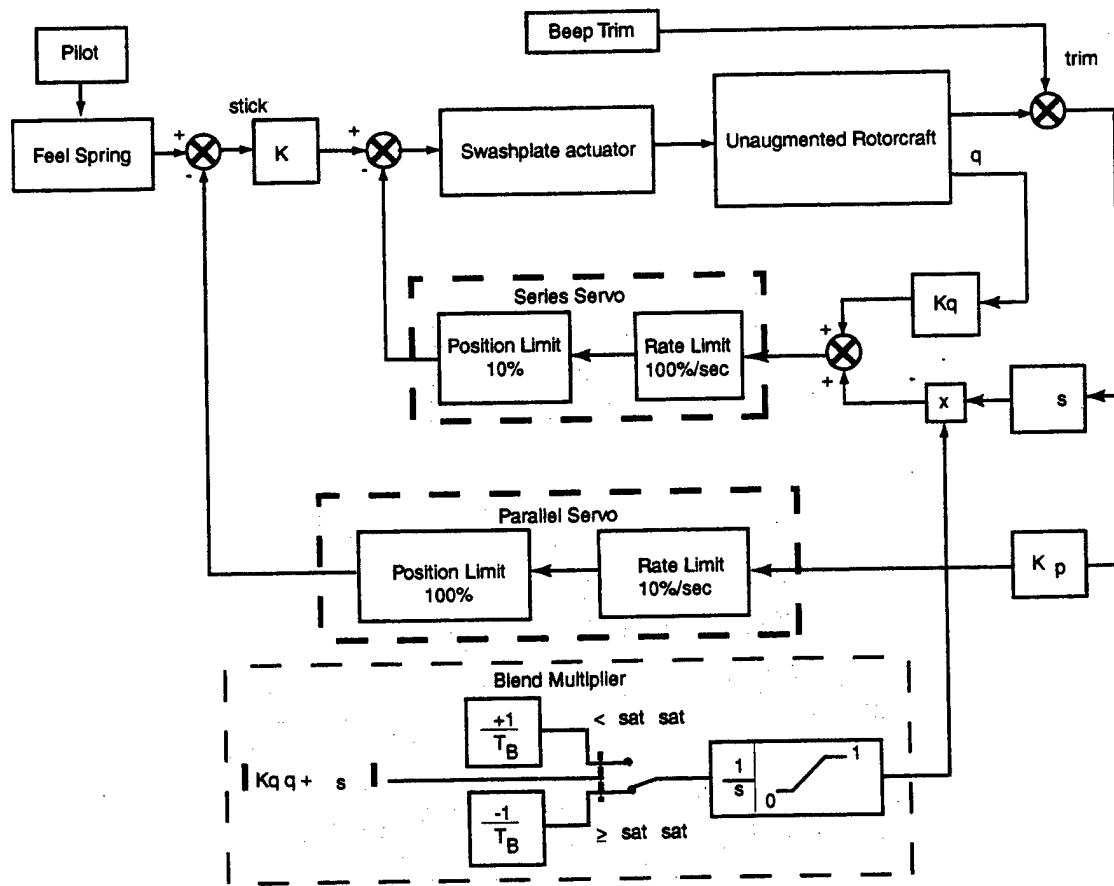 Beep Trim
Pilot
trim
stick
Feel Spring
+
-
K
+
-
Swashplate actuator
Unaugmented Rotorcraft
q
Series Servo
Position Limit
10%
Rate Limit
100%/sec
+
+
Kq
-
x
s
Parallel Servo
Position Limit
100%
Rate Limit
10%/sec
K p
Blend Multiplier
+1
T B
< sat sat
| Kq q + s |
1
s
0
1
-1
T B
≥ sat sat